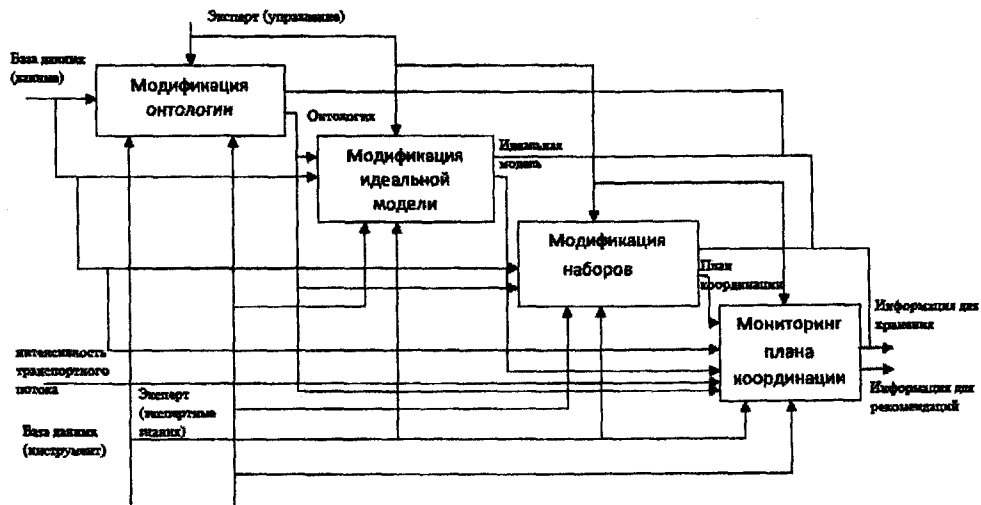 Эксперт (управление)
База данных
(данные)
Модификация
онтологии
Онтология
Модификация
идеальной
модели
Идеальная
модель
Модификация
наборов
План
координации
Мониторинг
плана
координации
Информация для
хранения
Информация для
рекомендаций
интенсивность
транспортного
потока
Эксперт
(экспертные
знания)
База данных
(инструмент)